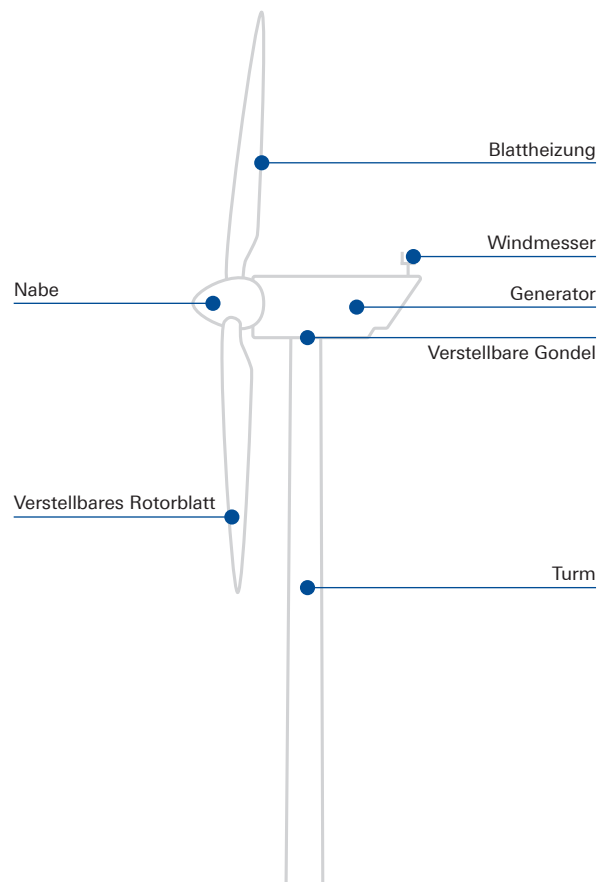 Blattheizung
Windmesser
Nabe
Generator
Verstellbare Gondel
Verstellbares Rotorblatt
Turm